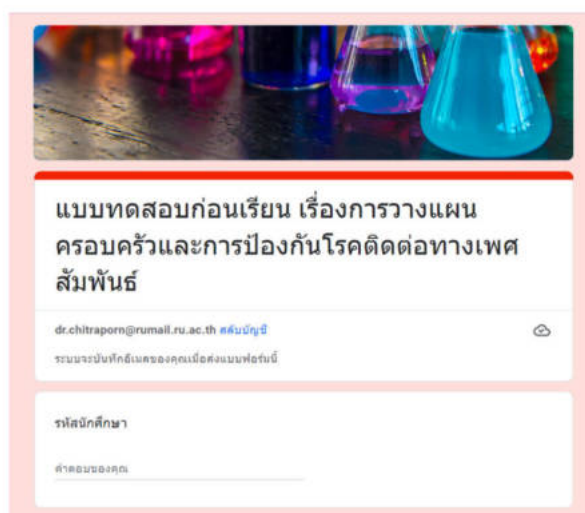 แบบทดสอบก่อนเรียน เรื่องการวางแผน
ครอบครัวและการป้องกันโรคติดต่อทางเพศ
สัมพันธ์
dr.chitraporn@rumail.ru.ac.th สลับบัญชี
ระบบจะบันทึกอีเมลของคุณเมื่อส่งแบบฟอร์มนี้
รหัสนักศึกษา
คำตอบของคุณ